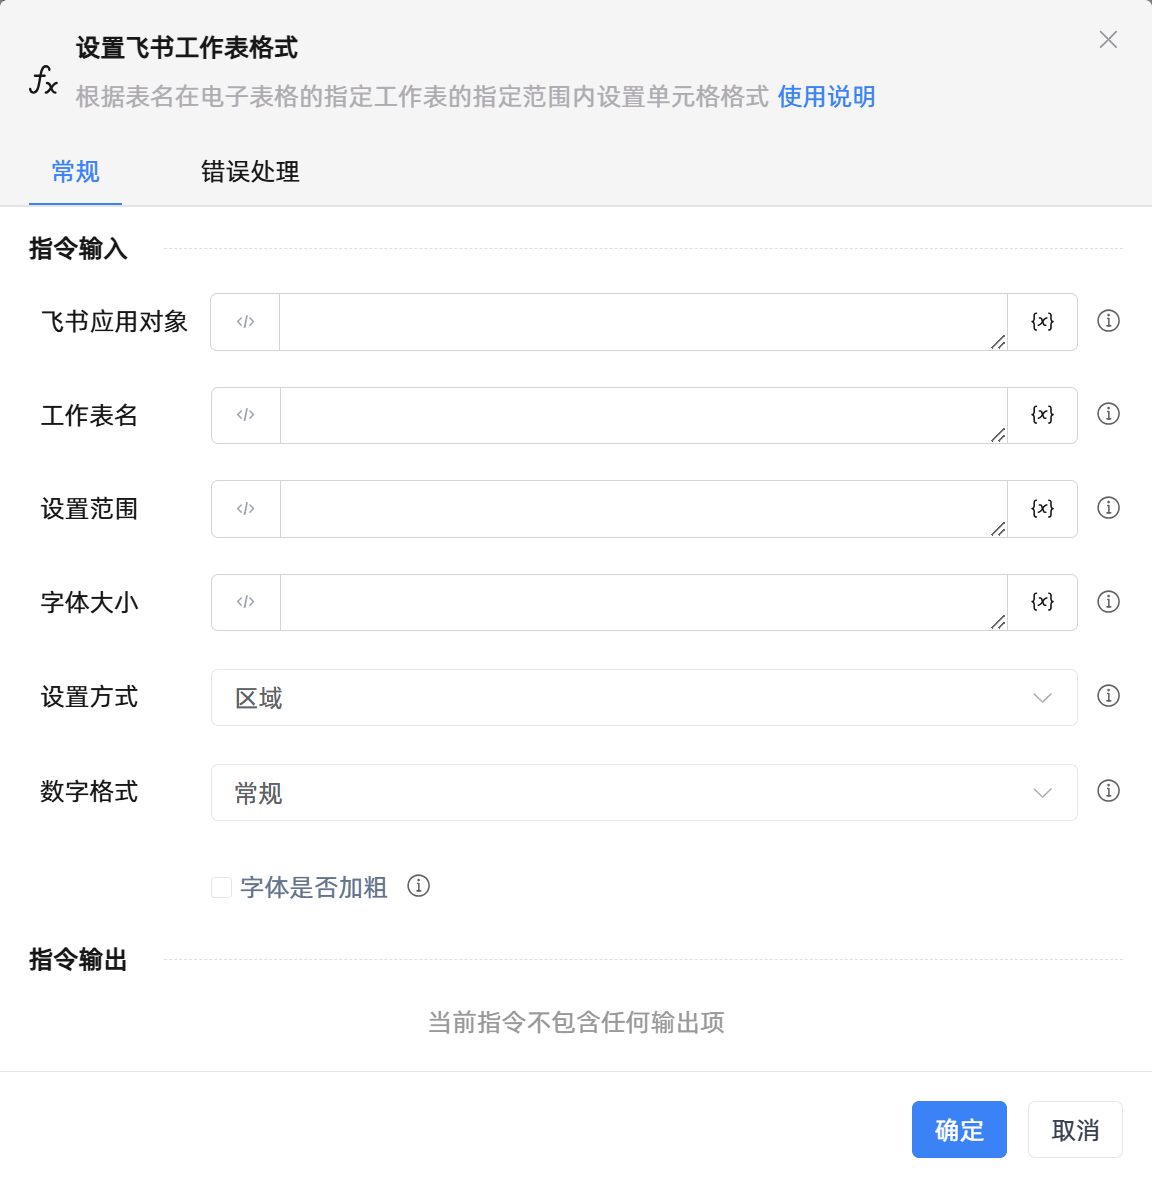 设置飞书工作表格式
fx
根据表名在电子表格的指定工作表的指定范围内设置单元格格式 使用说明
常规 错误处理
指令输入
飞书应用对象 </> {x}
工作表名 </> {x}
设置范围 </> {x}
字体大小 </> {x}
设置方式 区域
数字格式 常规
字体是否加粗
指令输出
当前指令不包含任何输出项
确定 取消